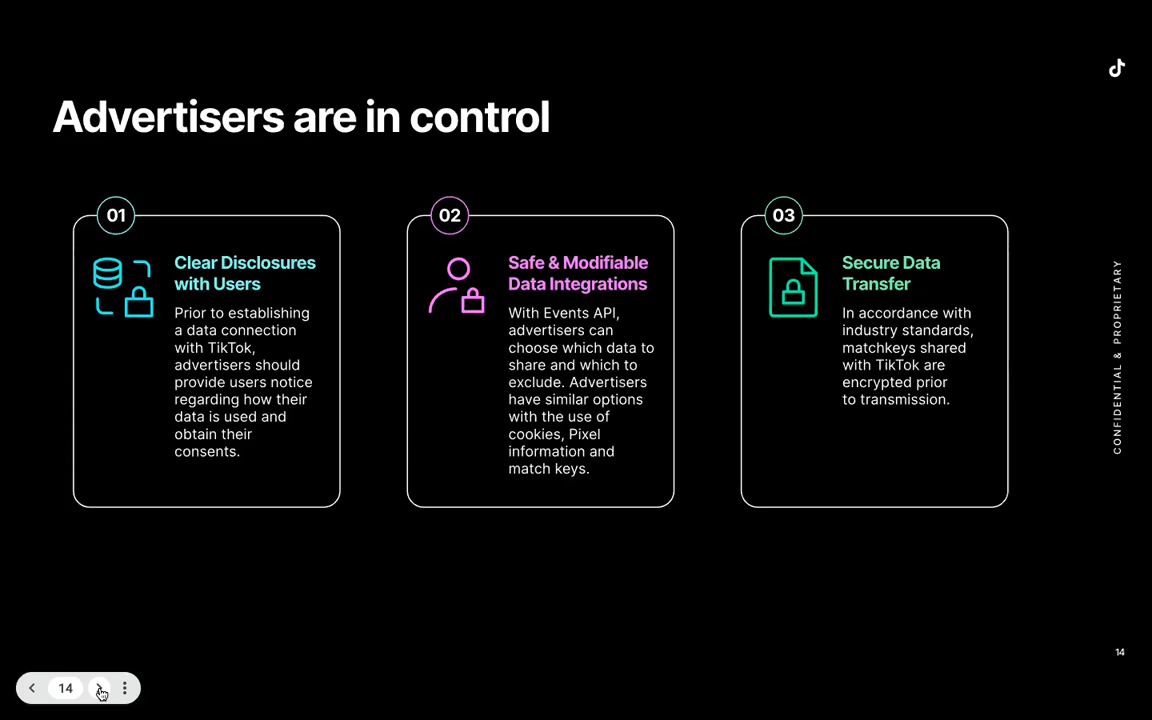 Advertisers are in control
01
Clear Disclosures
with Users
Prior to establishing
a data connection
with TikTok,
advertisers should
provide users notice
regarding how their
data is used and
obtain their
consents.
02
Safe & Modifiable
Data Integrations
With Events API,
advertisers can
choose which data to
share and which to
exclude. Advertisers
have similar options
with the use of
cookies, Pixel
information and
match keys.
03
Secure Data
Transfer
In accordance with
industry standards,
matchkeys shared
with TikTok are
encrypted prior
to transmission.
CONFIDENTIAL & PROPRIETARY
14
14